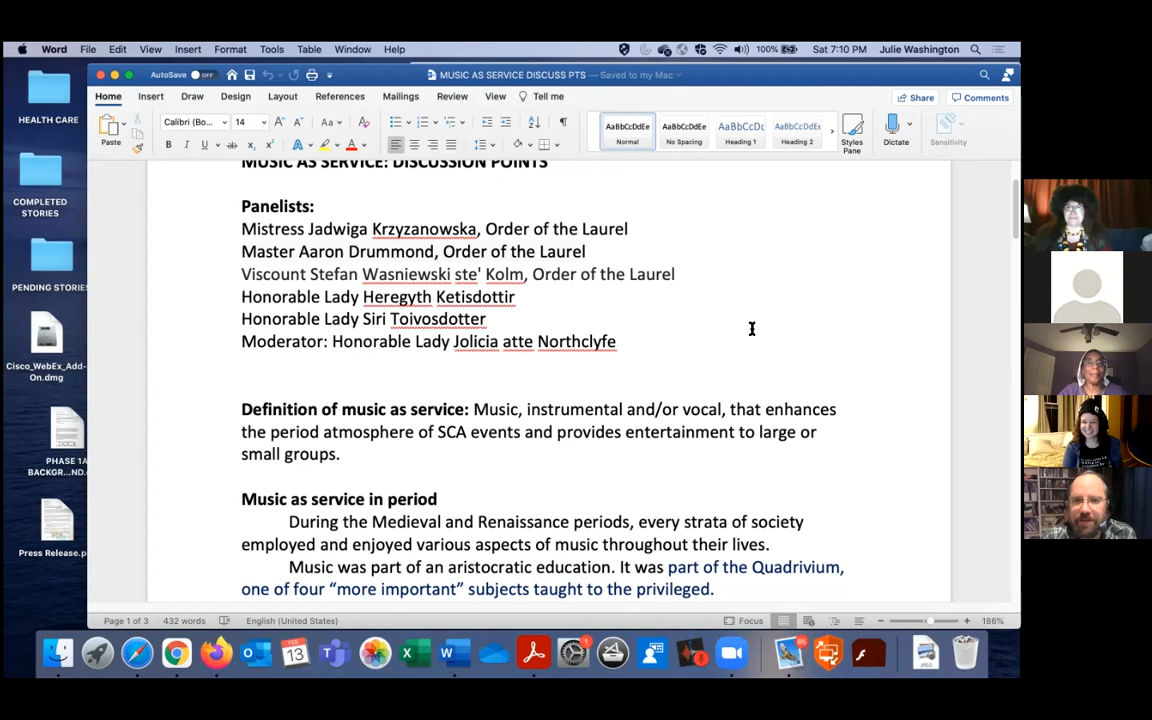 Word File Edit View Insert Format Tools Table Window Help 100% Sat 7:10 PM Julie Washington
AutoSave OFF MUSIC AS SERVICE DISCUSS PTS — Saved to my Mac
Home Insert Draw Design Layout References Mailings Review View Tell me Share Comments
Paste Calibri (Bo... 14 AaBbCcDdEe Normal AaBbCcDdEe No Spacing AaBbCcDc Heading 1 AaBbCcDdEe Heading 2 Styles Pane Dictate Sensitivity
HEALTH CARE
COMPLETED STORIES
PENDING STORIES
Cisco_WebEx_Add-On.dmg
.DOCX
PHASE 1A BACKGR...ND.
PDF
Press Release.p
MUSIC AS SERVICE: DISCUSSION POINTS
Panelists:
Mistress Jadwiga Krzyzanowska, Order of the Laurel
Master Aaron Drummond, Order of the Laurel
Viscount Stefan Wasniewski ste' Kolm, Order of the Laurel
Honorable Lady Heregyth Ketisdottir
Honorable Lady Siri Toivosdotter
Moderator: Honorable Lady Jolicia atte Northclyfe
Definition of music as service: Music, instrumental and/or vocal, that enhances
the period atmosphere of SCA events and provides entertainment to large or
small groups.
Music as service in period
During the Medieval and Renaissance periods, every strata of society
employed and enjoyed various aspects of music throughout their lives.
Music was part of an aristocratic education. It was part of the Quadrivium,
one of four “more important” subjects taught to the privileged.
Page 1 of 3 432 words English (United States) Focus 186%
DEC 13
1
JPEG